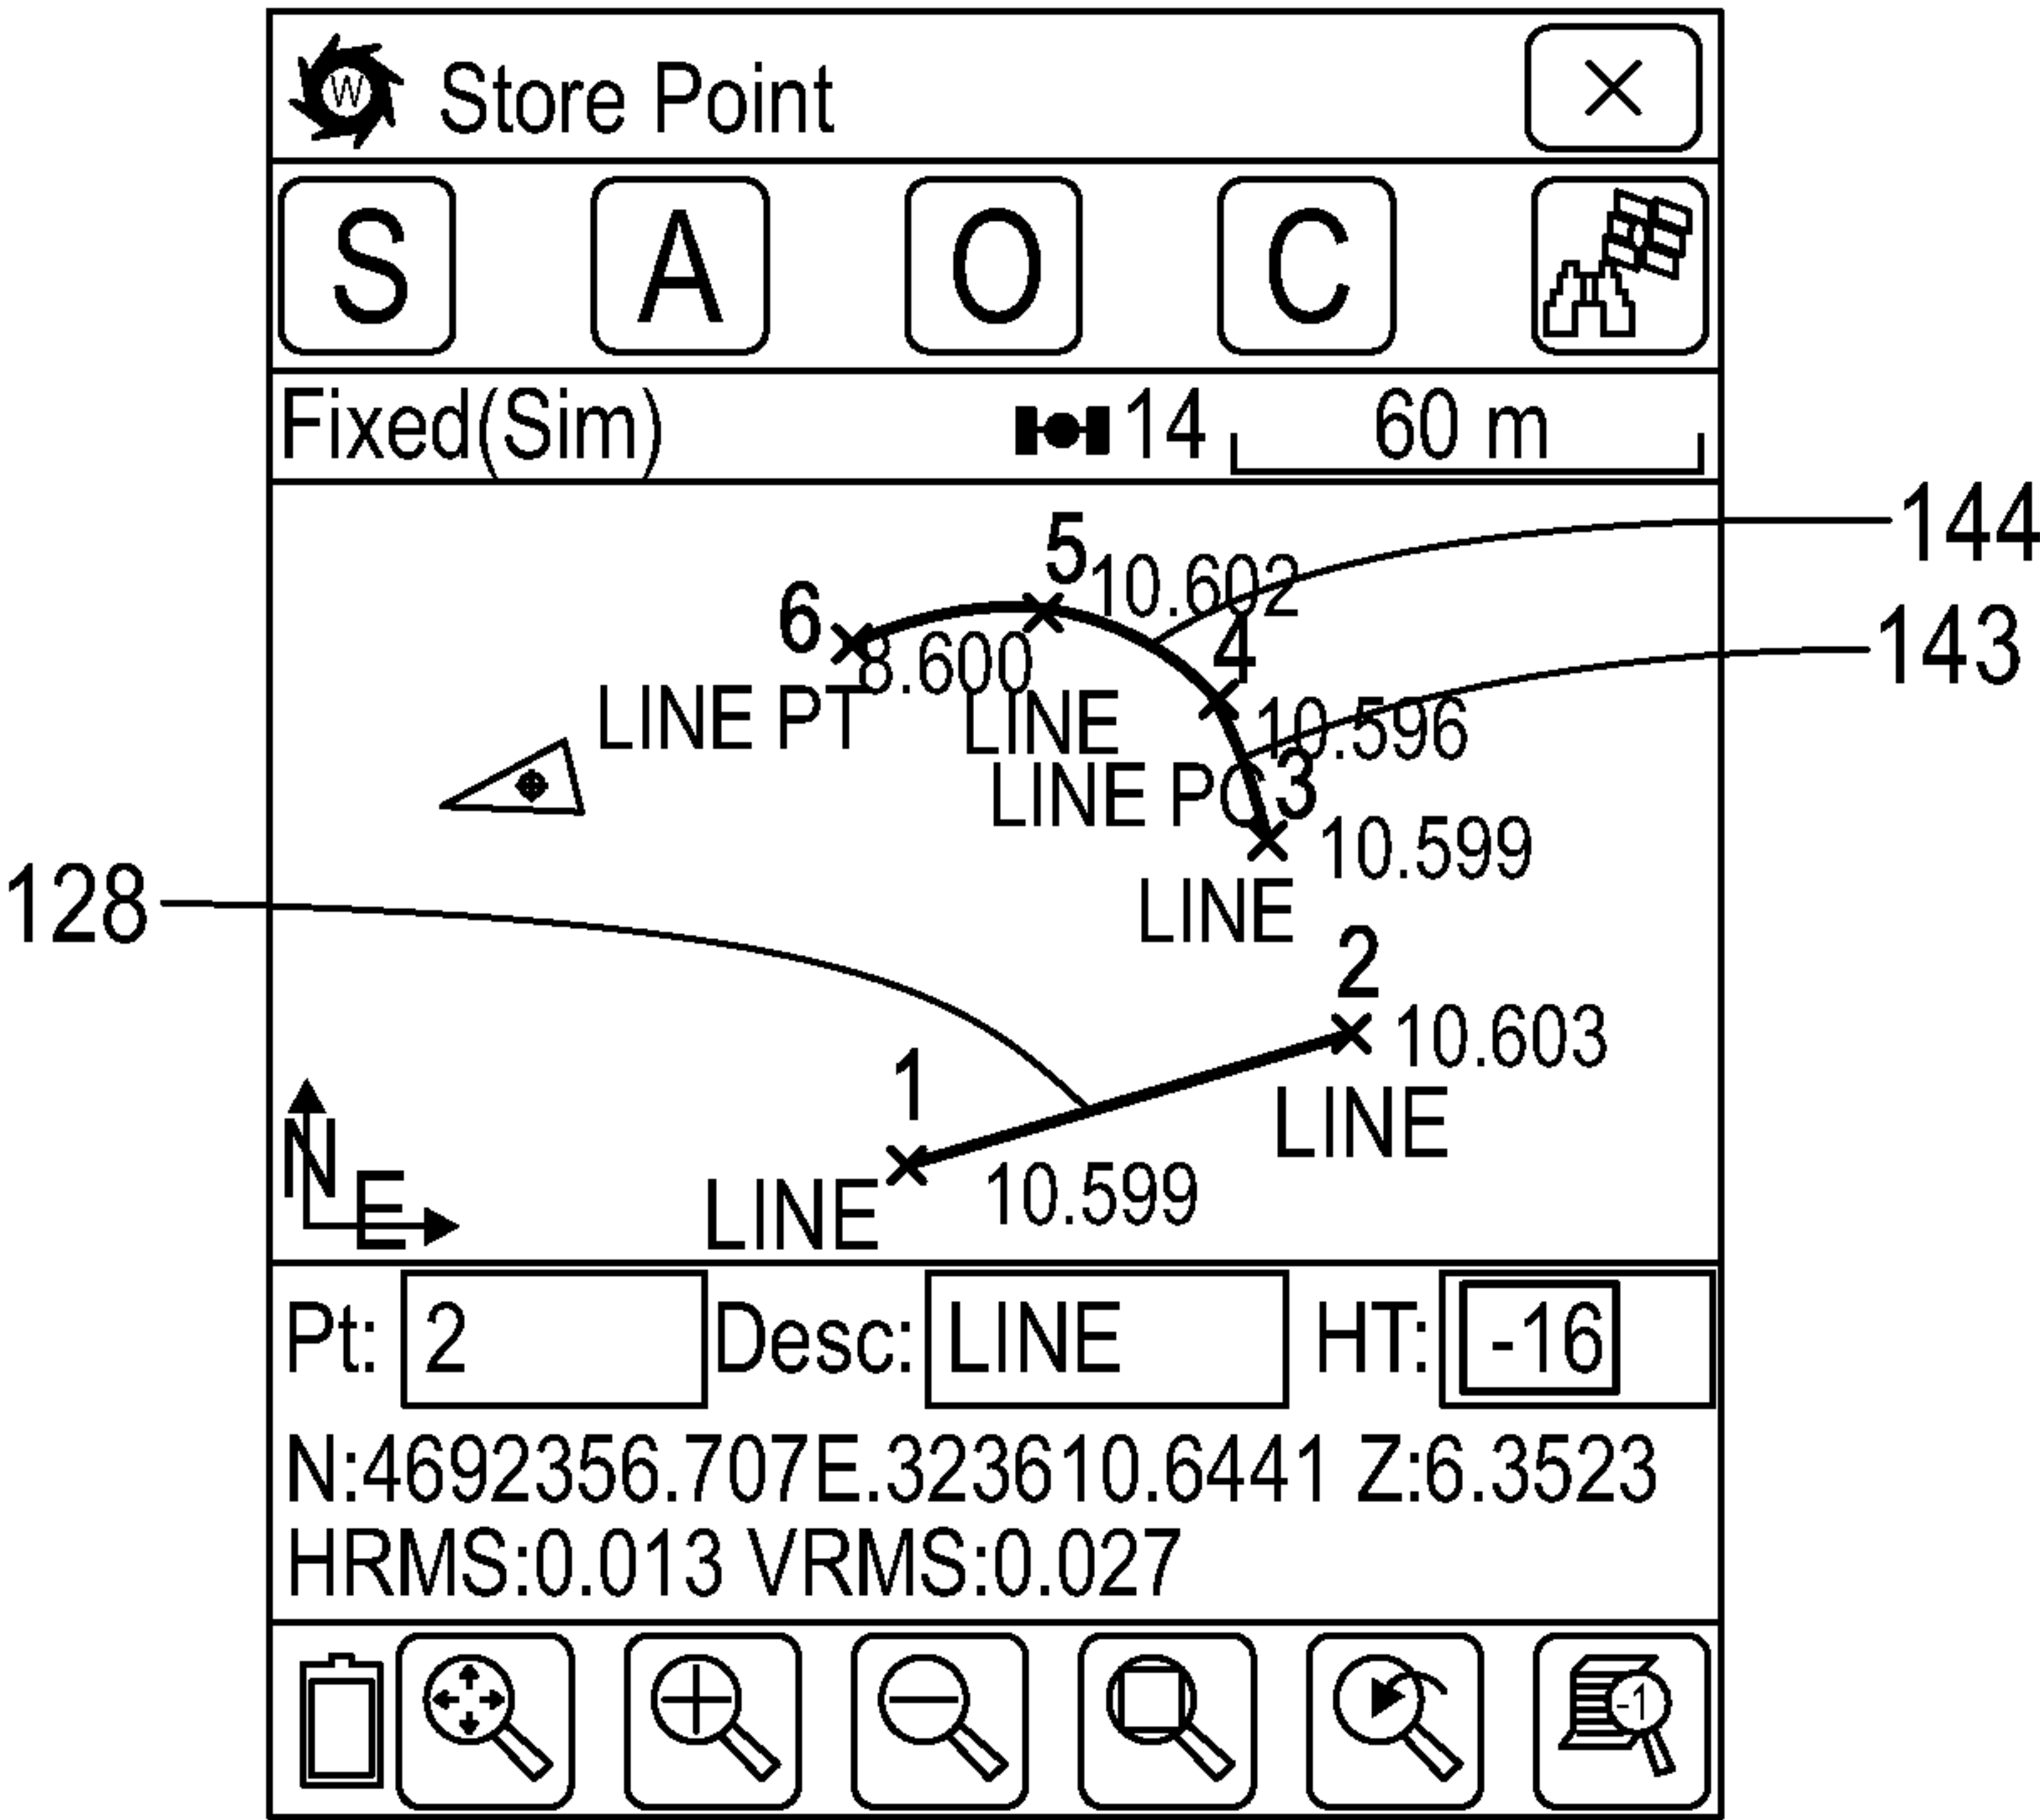 W Store Point
S A O C
Fixed(Sim) 14 60 m
144
5
10.602
6
143
4
8.600
LINE PT
LINE
10.596
LINE PC
3
10.599
128
LINE
2
10.603
1
LINE
N
10.599
LINE
E
Pt: 2 Desc: LINE HT: -16
N:4692356.707E.323610.6441 Z:6.3523
HRMS:0.013 VRMS:0.027
-1